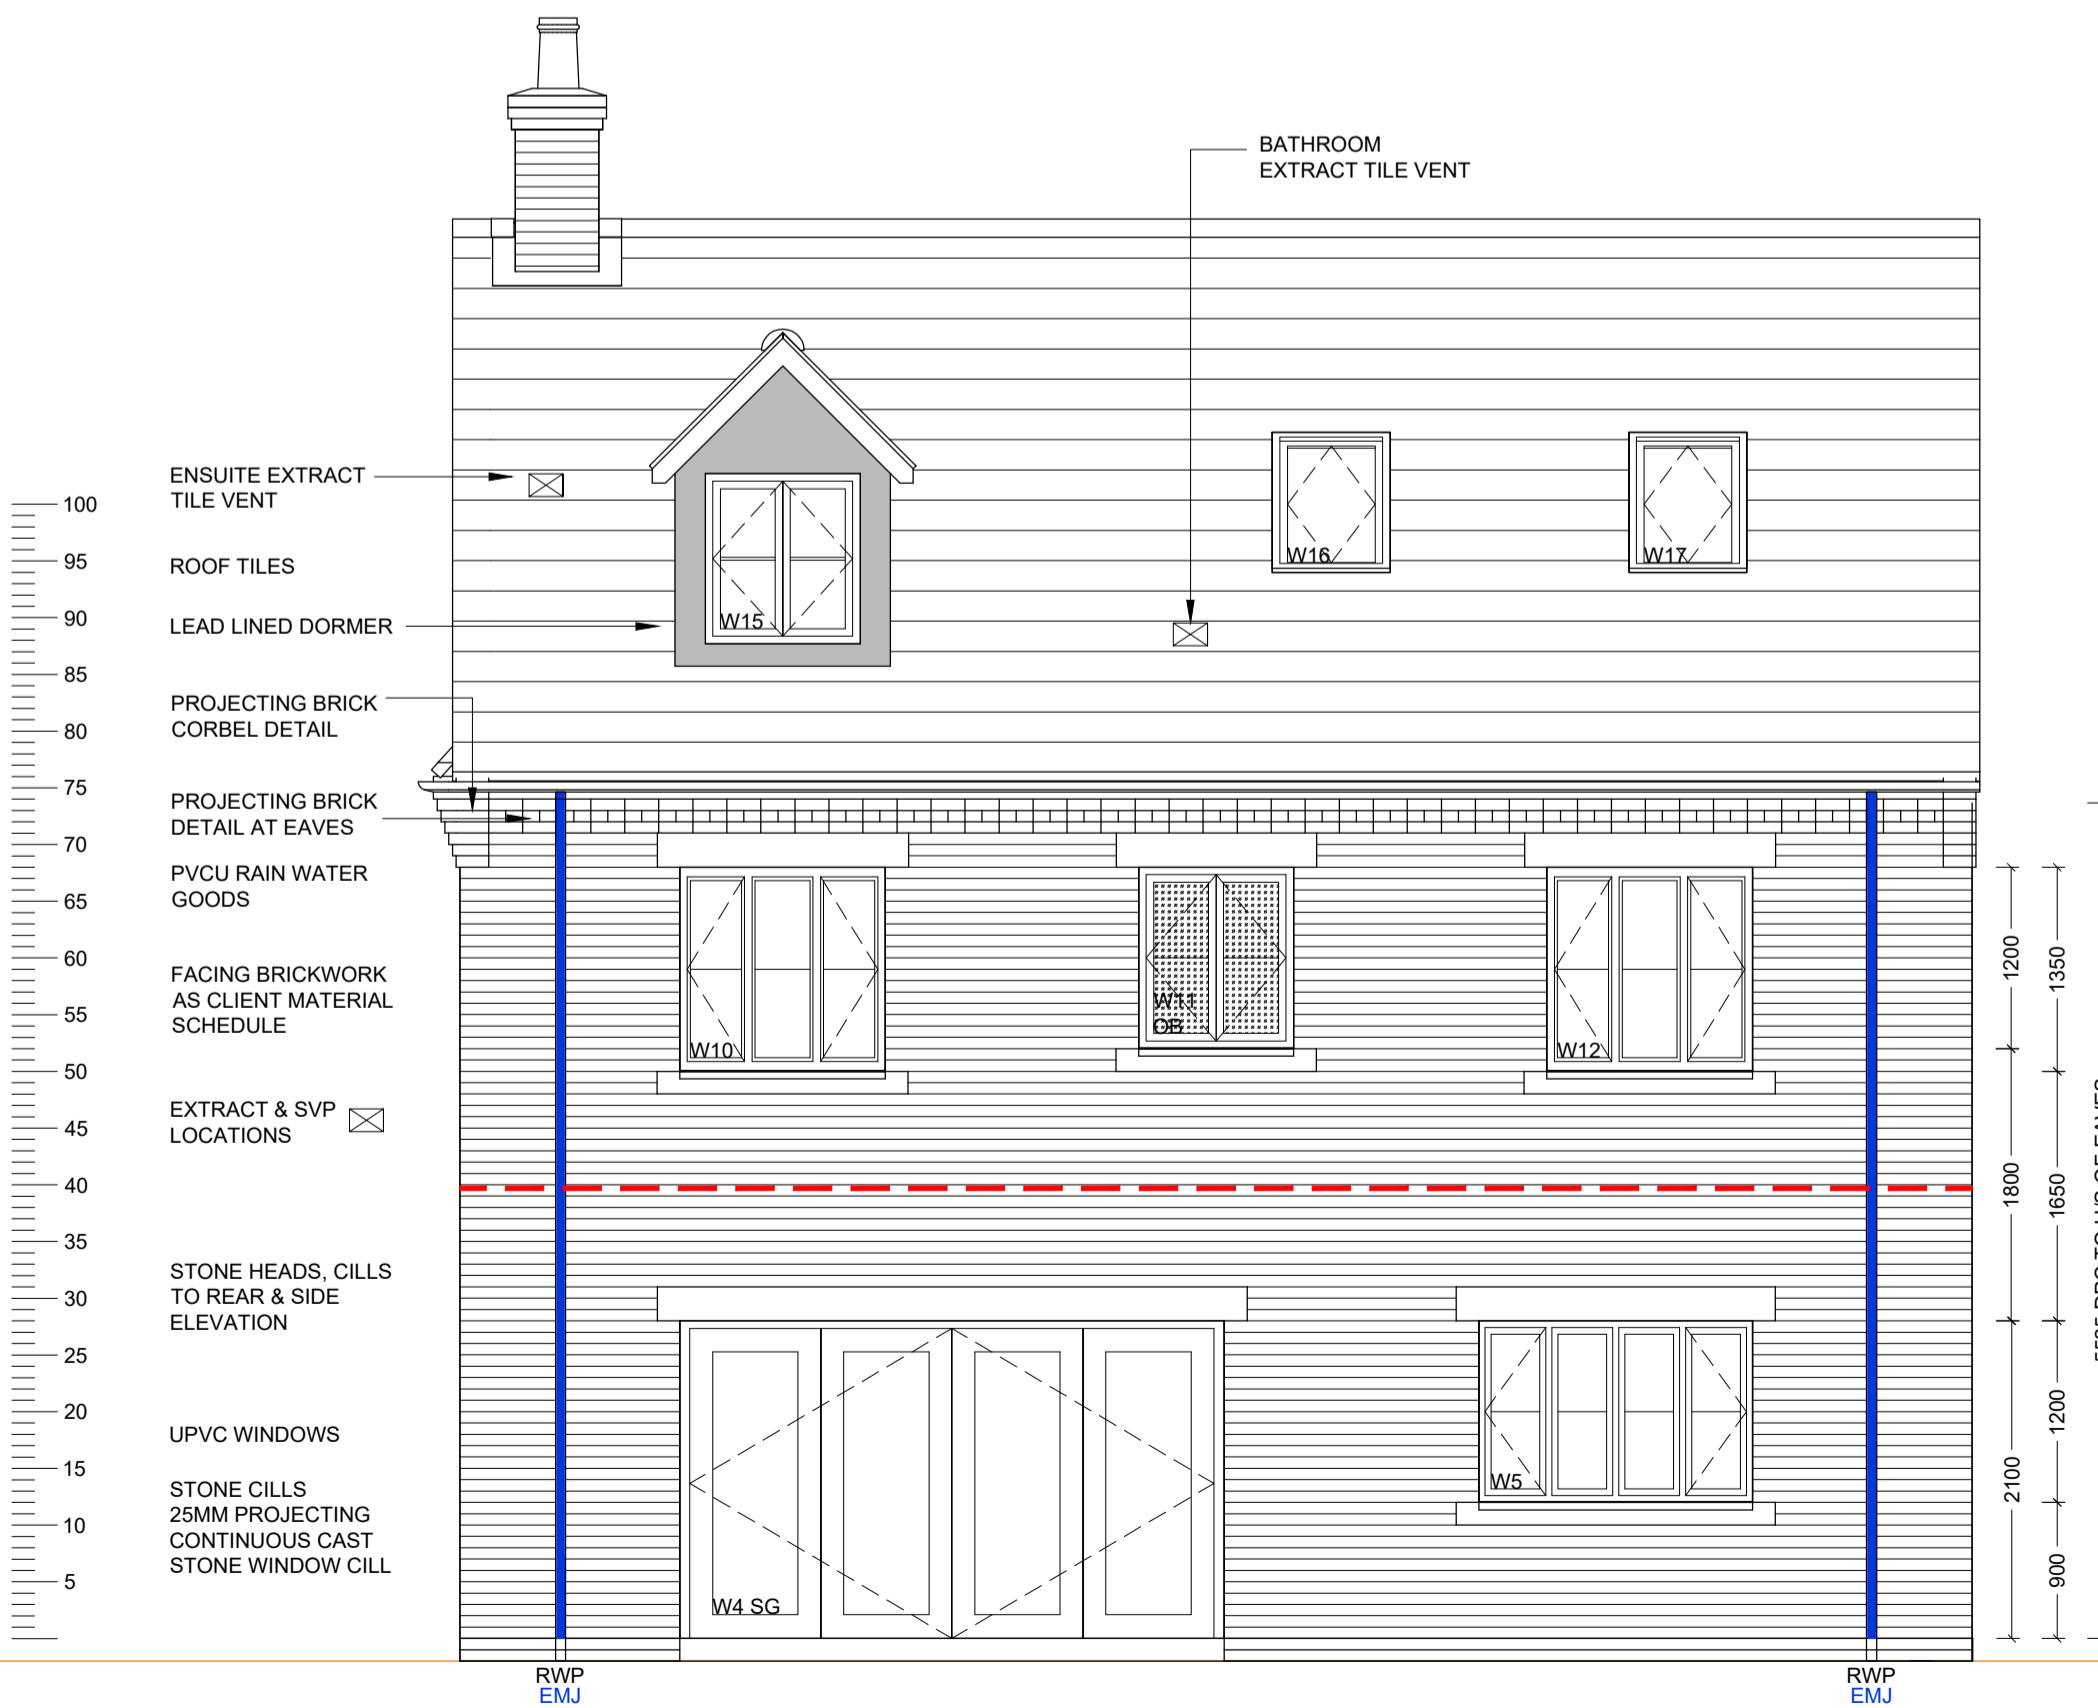 BATHROOM
EXTRACT TILE VENT
ENSUITE EXTRACT
TILE VENT
ROOF TILES
LEAD LINED DORMER
PROJECTING BRICK
CORBEL DETAIL
PROJECTING BRICK
DETAIL AT EAVES
PVCU RAIN WATER
GOODS
FACING BRICKWORK
AS CLIENT MATERIAL
SCHEDULE
EXTRACT & SVP
LOCATIONS
STONE HEADS, CILLS
TO REAR & SIDE
ELEVATION
UPVC WINDOWS
STONE CILLS
25MM PROJECTING
CONTINUOUS CAST
STONE WINDOW CILL
100
95
90
85
80
75
70
65
60
55
50
45
40
35
30
25
20
15
10
5
W15
W16
W17
W10
W11
OB
W12
W4 SG
W5
1200
1800
2100
1350
1650
1200
900
RWP
EMJ
RWP
EMJ